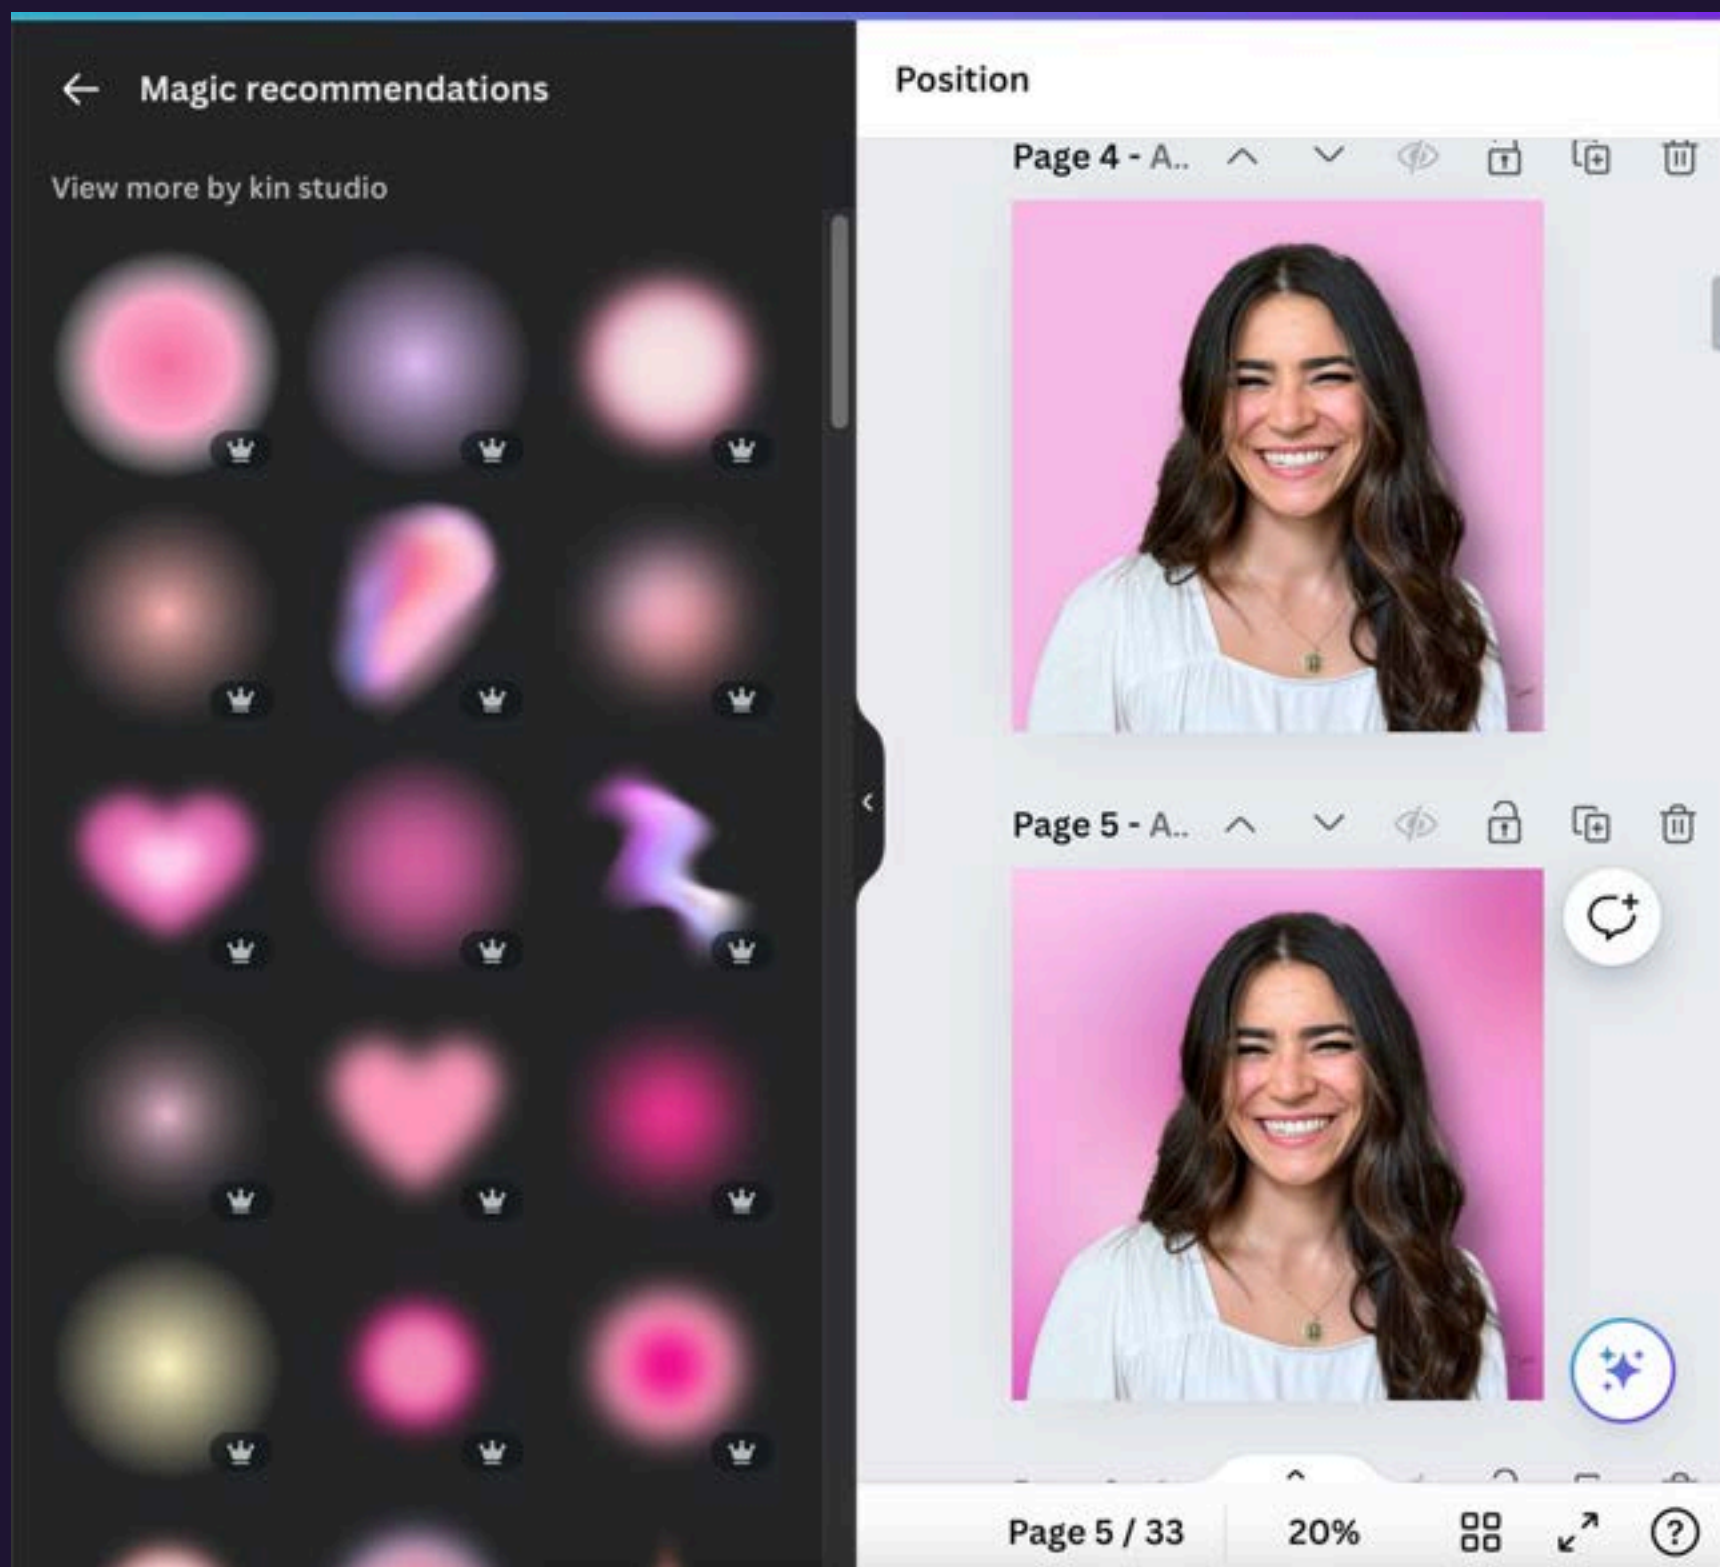 Magic recommendations
View more by kin studio
Position
Page 4 - A..
Page 5 - A..
Page 5 / 33
20%
?